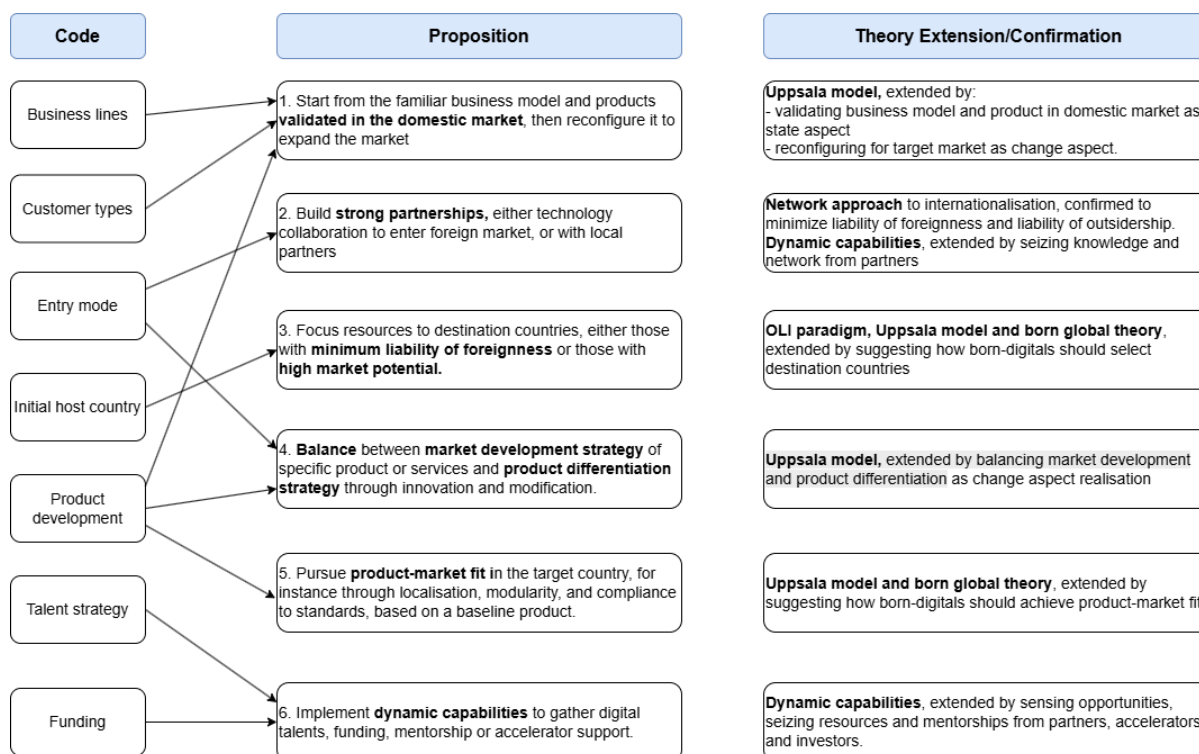 Code
Proposition
Theory Extension/Confirmation
Business lines
1. Start from the familiar business model and products
validated in the domestic market, then reconfigure it to
expand the market
Uppsala model, extended by:
- validating business model and product in domestic market as
state aspect
- reconfiguring for target market as change aspect.
Customer types
2. Build strong partnerships, either technology
collaboration to enter foreign market, or with local
partners
Network approach to internationalisation, confirmed to
minimize liability of foreignness and liability of outsidership.
Dynamic capabilities, extended by seizing knowledge and
network from partners
Entry mode
3. Focus resources to destination countries, either those
with minimum liability of foreignness or those with
high market potential.
OLI paradigm, Uppsala model and born global theory,
extended by suggesting how born-digitals should select
destination countries
Initial host country
4. Balance between market development strategy of
specific product or services and product differentiation
strategy through innovation and modification.
Uppsala model, extended by balancing market development
and product differentiation as change aspect realisation
Product
development
5. Pursue product-market fit in the target country, for
instance through localisation, modularity, and compliance
to standards, based on a baseline product.
Uppsala model and born global theory, extended by
suggesting how born-digitals should achieve product-market fit
Talent strategy
Funding
6. Implement dynamic capabilities to gather digital
talents, funding, mentorship or accelerator support.
Dynamic capabilities, extended by sensing opportunities,
seizing resources and mentorships from partners, accelerators
and investors.